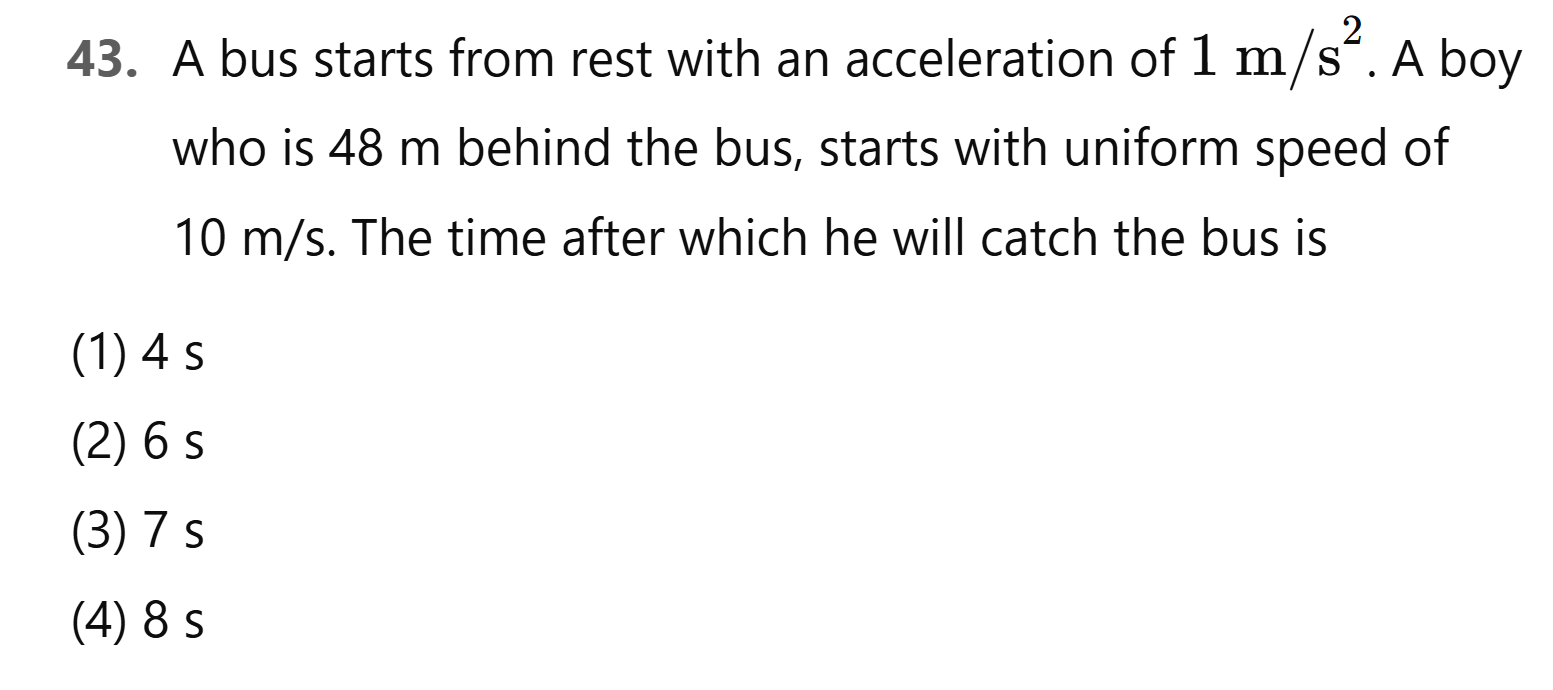 43. A bus starts from rest with an acceleration of 1 m/s². A boy
who is 48 m behind the bus, starts with uniform speed of
10 m/s. The time after which he will catch the bus is
(1) 4 s
(2) 6 s
(3) 7 s
(4) 8 s